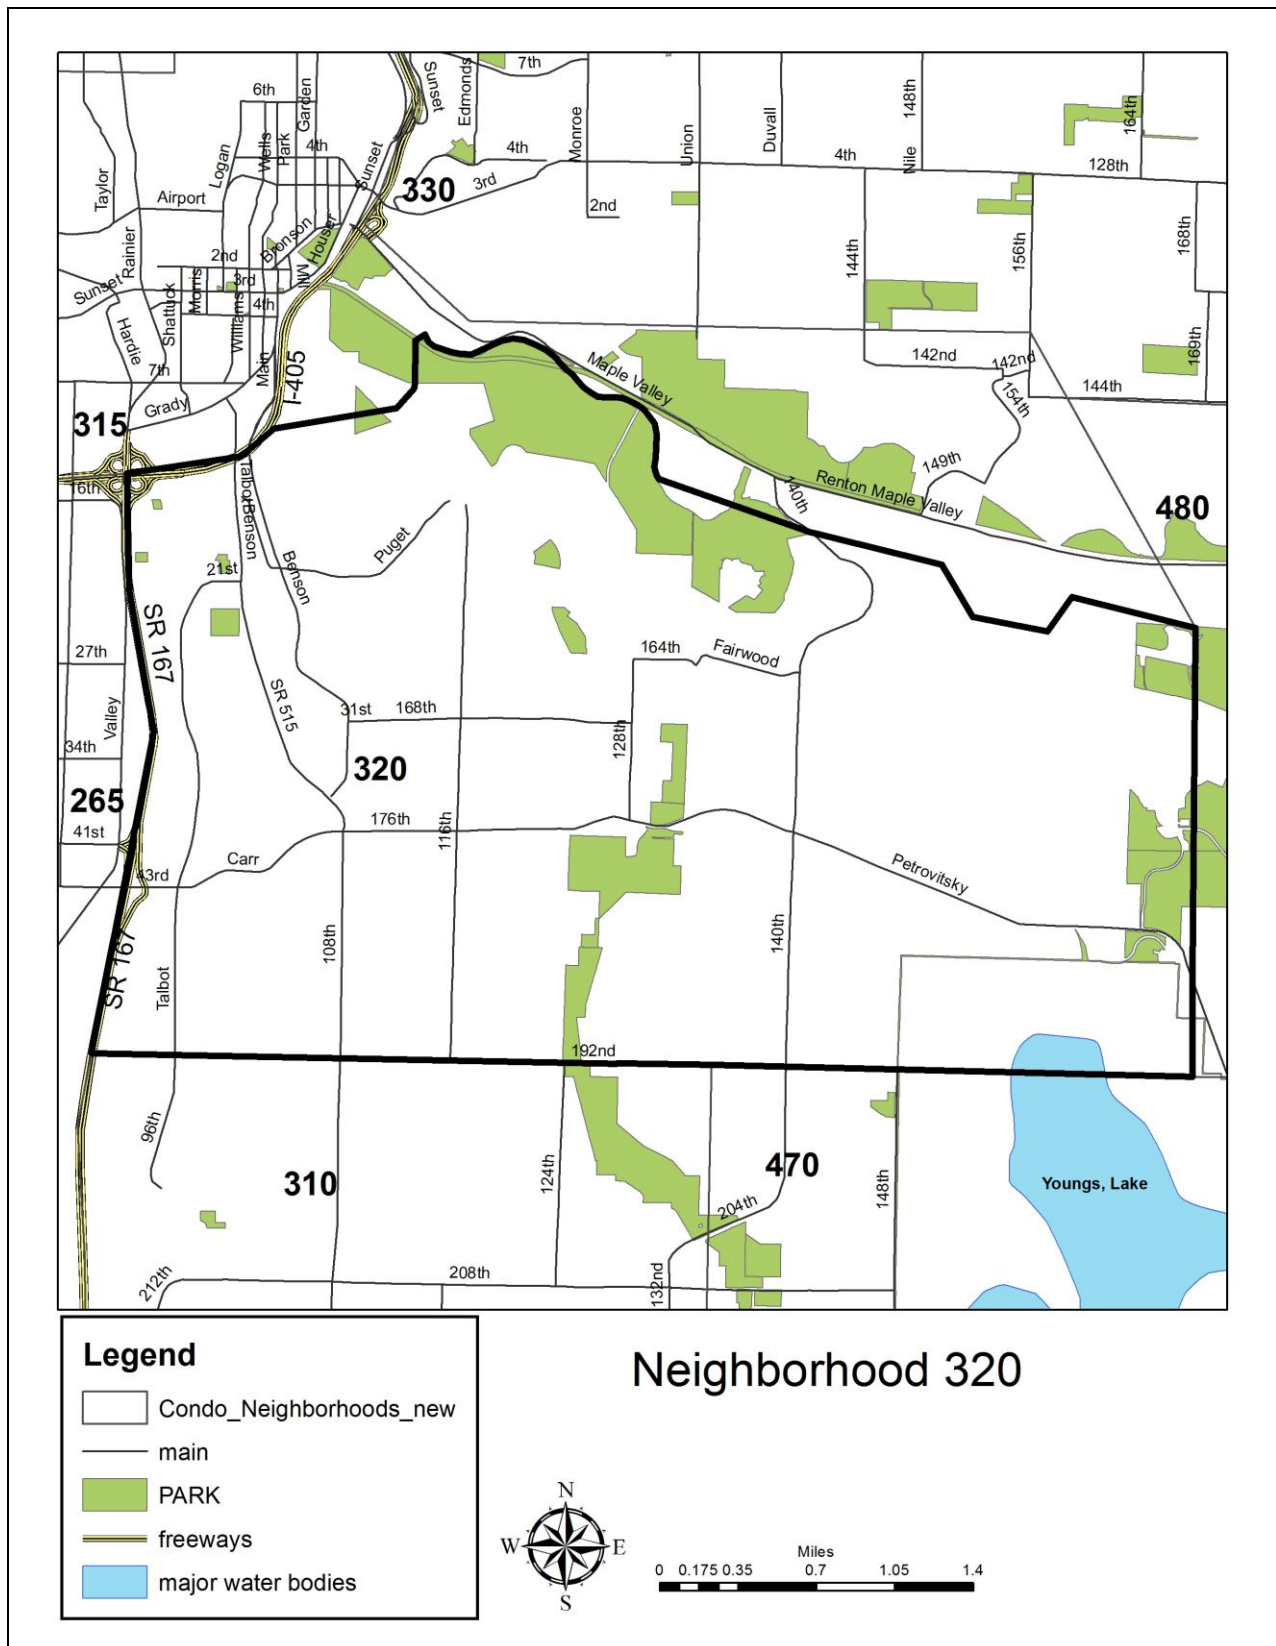 7th
Sunset
Edmonds
6th
Garden
Monroe
Union
Duvall
148th
164th
Wells
Park
4th
Logan
Sunset
4th
4th
Nile
128th
Taylor
Airport
330
3rd
2nd
Rainier
Bronson
Houser
144th
156th
168th
2nd
3rd
Mill
Sunset
Morris
4th
Shattuck
Williams
Hardie
Main
I-405
7th
Grady
Maple Valley
142nd
142nd
144th
169th
154th
315
149th
16th
Talbot
Benson
140th
Renton Maple Valley
480
Puget
Benson
21st
SR 167
27th
164th
Fairwood
SR 515
31st
168th
Valley
128th
34th
320
265
41st
176th
116th
Carr
43rd
Petrovitsky
108th
140th
SR 167
Talbot
192nd
96th
310
124th
470
148th
Youngs, Lake
204th
212th
208th
132nd
Legend
Condo_Neighborhoods_new
main
PARK
freeways
major water bodies
Neighborhood 320
N
W
E
S
Miles
0 0.175 0.35 0.7 1.05 1.4